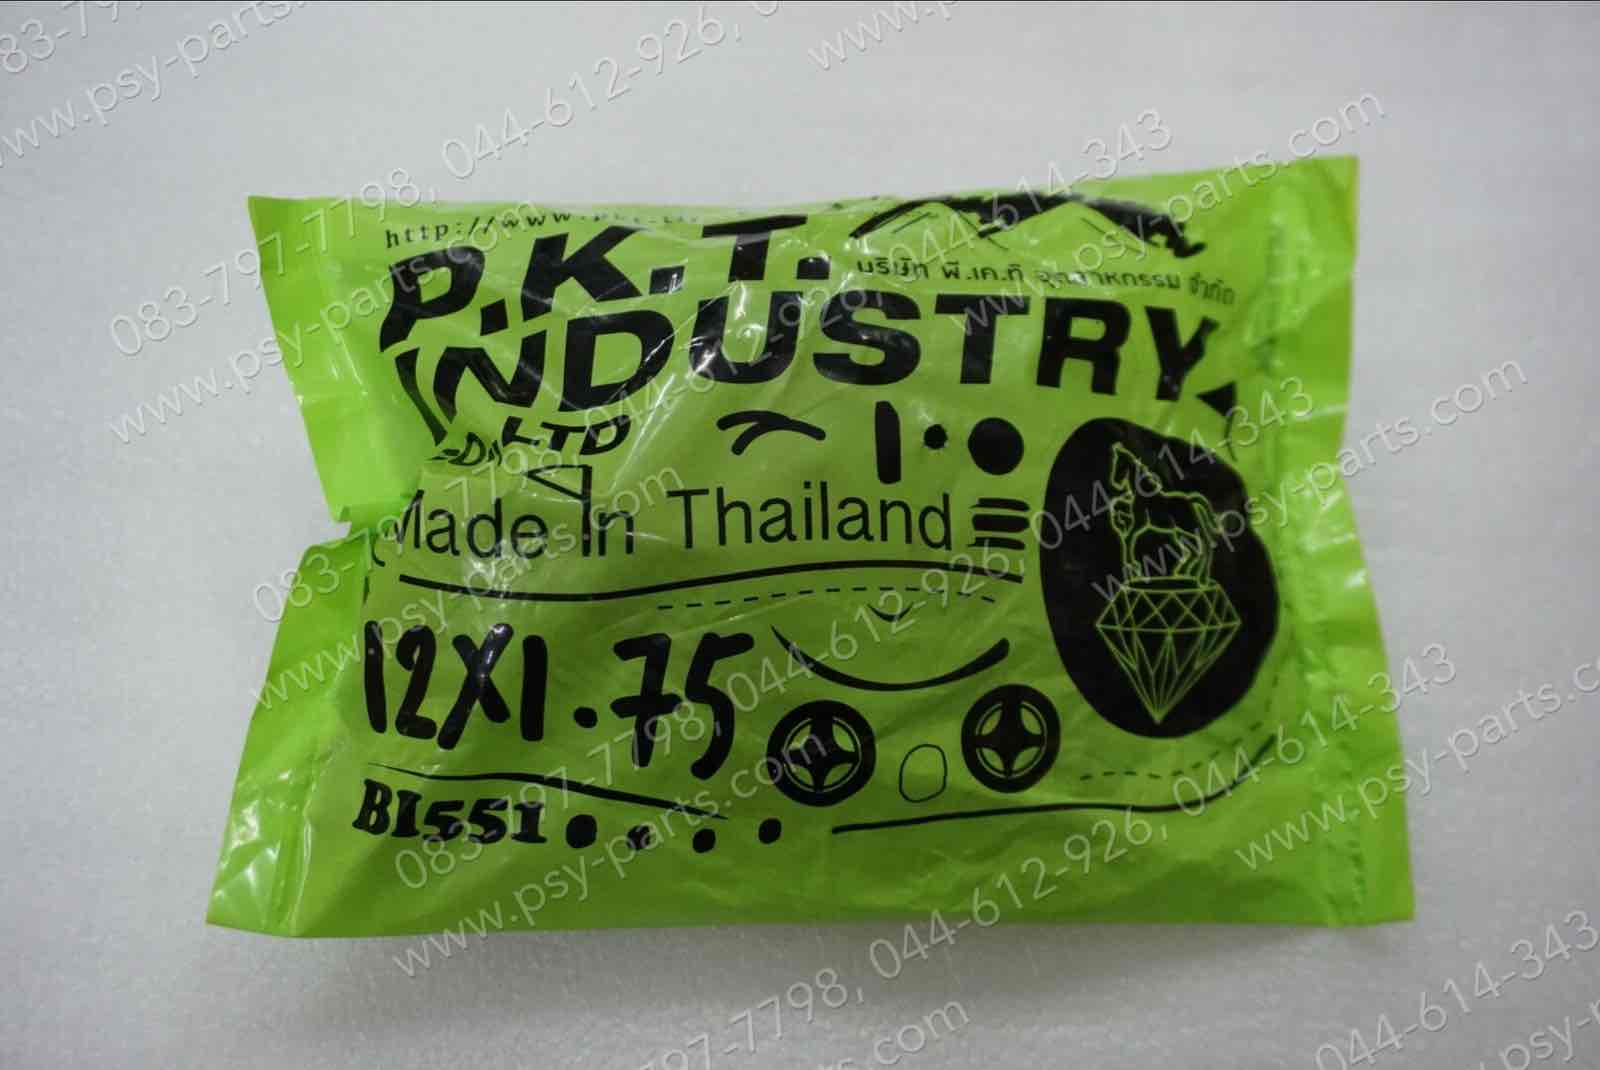 http://www.
P.K.T.
บริษัท พี.เค.ที อุตสาหกรรม จำกัด
INDUSTRY
LTD
Made In Thailand
12X1.75
BI55I
083-797-7798, 044-612-926, 044-614-343
www.psy-parts.com